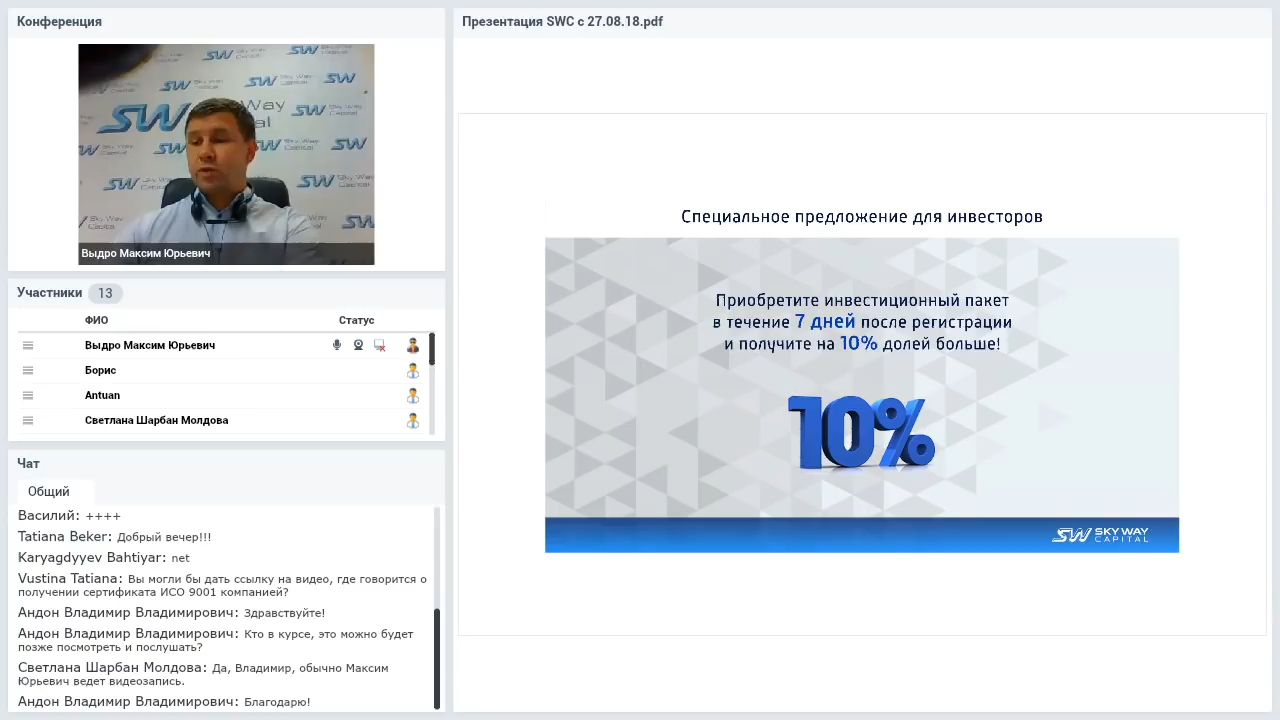 Конференция
SW
SkyWay
Capital
Выдро Максим Юрьевич
Участники 13
ФИО Статус
Выдро Максим Юрьевич
Борис
Antuan
Светлана Шарбан Молдова
Чат
Общий
Василий: ++++
Tatiana Beker: Добрый вечер!!!
Karyagdyyev Bahtiyar: net
Vustina Tatiana: Вы могли бы дать ссылку на видео, где говорится о
получении сертификата ИСО 9001 компанией?
Андон Владимир Владимирович: Здравствуйте!
Андон Владимир Владимирович: Кто в курсе, это можно будет
позже посмотреть и послушать?
Светлана Шарбан Молдова: Да, Владимир, обычно Максим
Юрьевич ведет видеозапись.
Андон Владимир Владимирович: Благодарю!
Презентация SWC с 27.08.18.pdf
Специальное предложение для инвесторов
Приобретите инвестиционный пакет
в течение 7 дней после регистрации
и получите на 10% долей больше!
10%
SW SKY WAY
CAPITAL